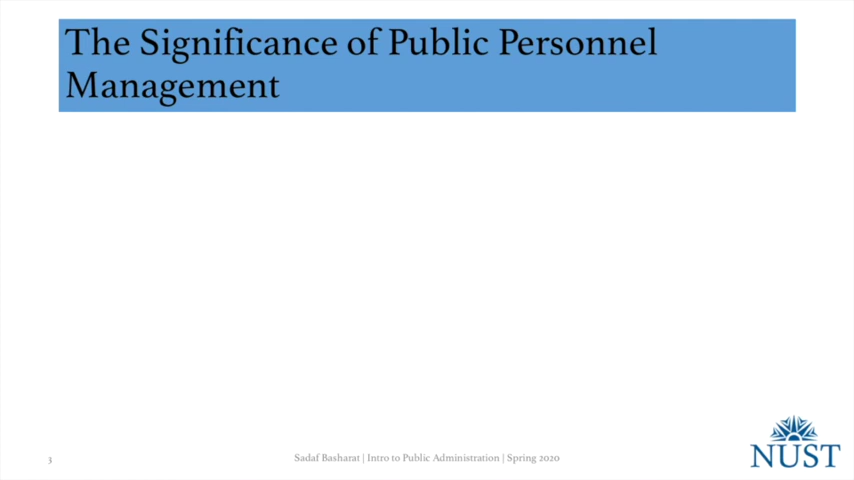 The Significance of Public Personnel
Management
3
Sadaf Basharat | Intro to Public Administration | Spring 2020
NUST